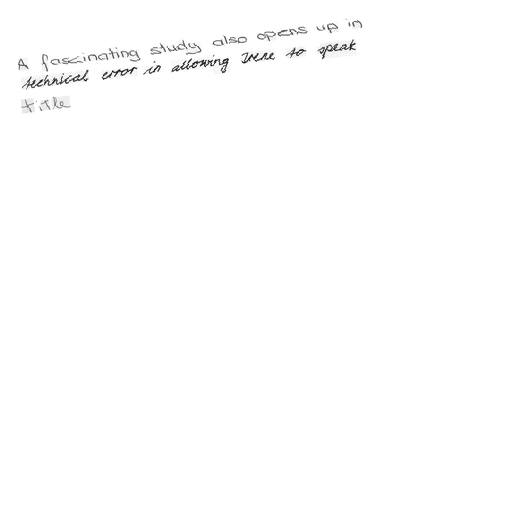 A fascinating study also opens up in
technical error in allowing Irene to speak
title